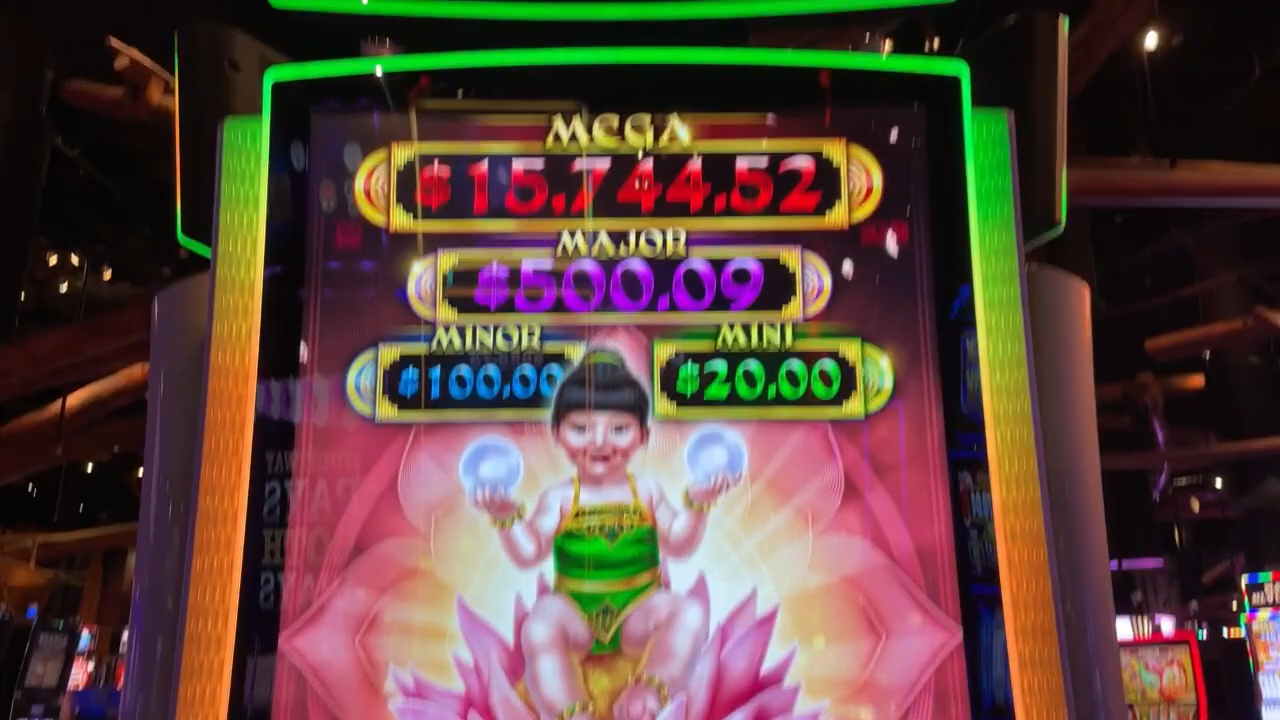 MEGA
$15,744.52
MAJOR
$500.09
MINOR MINI
$100.00 $20.00